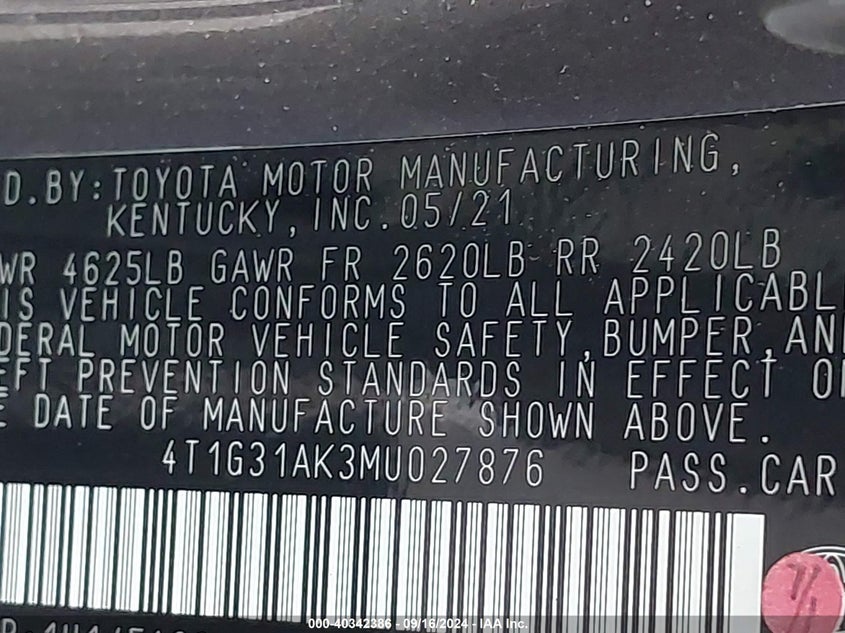 D.BY:TOYOTA MOTOR MANUFACTURING,
KENTUCKY,INC. 05/21
WR 4625LB GAWR FR 2620LB RR 2420LB
IS VEHICLE CONFORMS TO ALL APPLICABL
DERAL MOTOR VEHICLE SAFETY,BUMPER,AN
EFT PREVENTION STANDARDS IN EFFECT O
E DATE OF MANUFACTURE SHOWN ABOVE.
4T1G31AK3MU027876 PASS.CAR
000-40342386 - 09/16/2024 - IAA Inc.